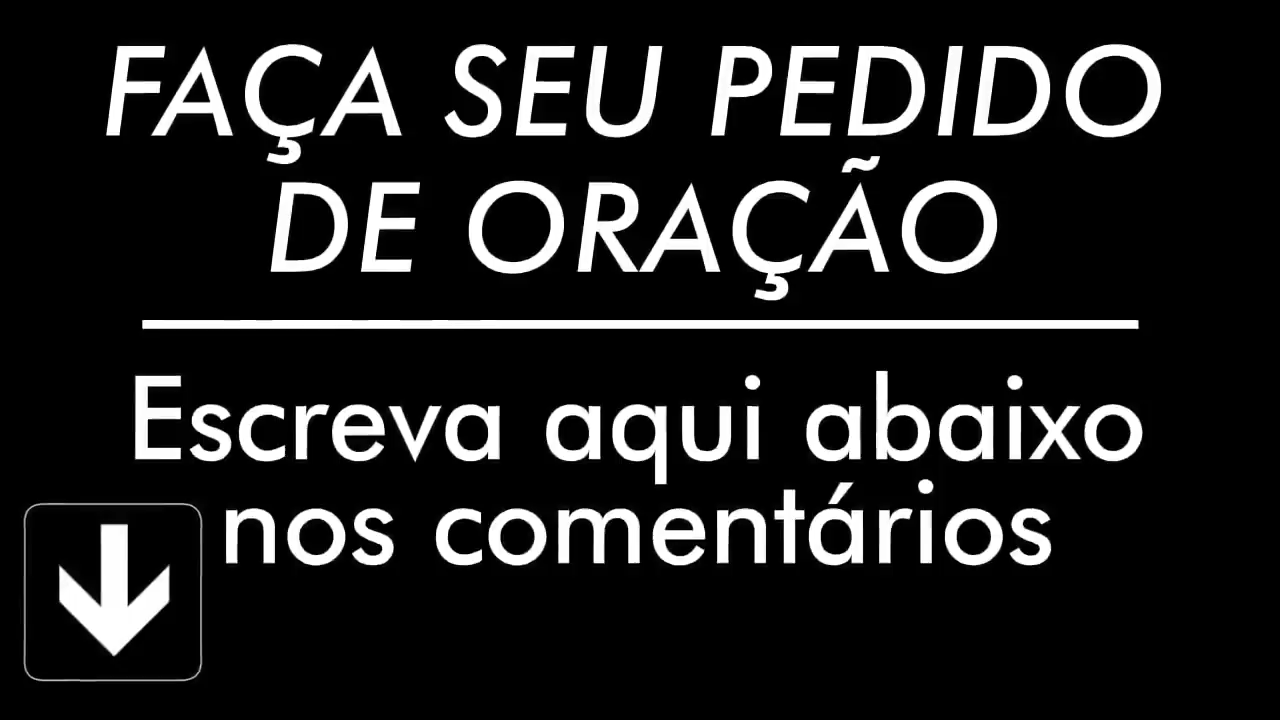 FAÇA SEU PEDIDO
DE ORAÇÃO
Escreva aqui abaixo
nos comentários